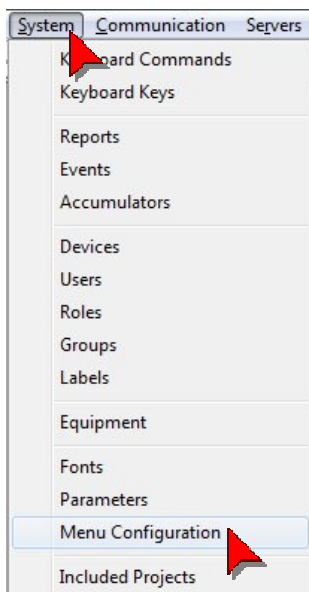 System Communication Servers
Commands
Keyboard Keys
Reports
Events
Accumulators
Devices
Users
Roles
Groups
Labels
Equipment
Fonts
Parameters
Menu Configuration
Included Projects